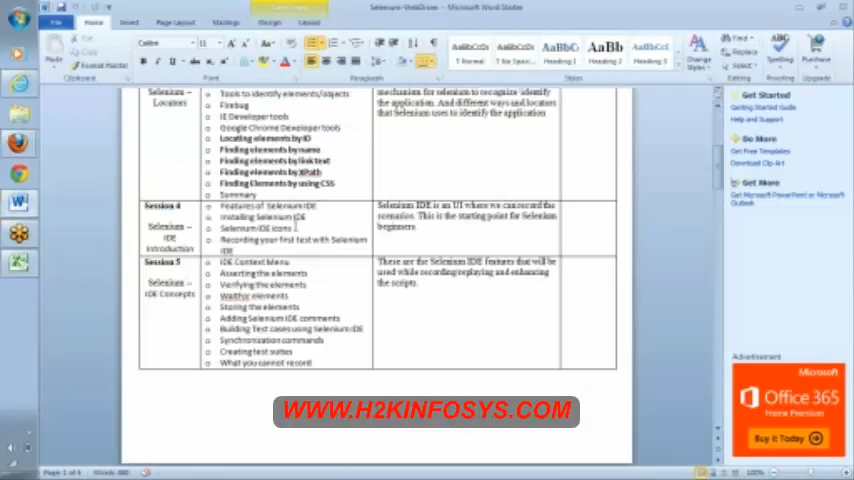 Selenium-WebDriver - Microsoft Word Starter
File
Home
Insert
Page Layout
Mailings
Design
Layout
Paste
Cut
Copy
Format Painter
Clipboard
Calibri
11
Font
Paragraph
AaBbCcDc
¶ Normal
AaBbCcDc
¶ No Spac...
AaBbC
Heading 1
AaBb
Heading 2
AaBbCcI
Heading 3
Change
Styles
Styles
Find
Replace
Select
Editing
Spelling
Spelling
Purchase
Upgrade
Selenium –
Locators
Tools to identify elements/objects
Firebug
IE Developer tools
Google Chrome Developer tools
Locating elements by ID
Finding elements by name
Finding elements by link text
Finding elements by XPath
Finding Elements by using CSS
Summary
mechanism for selenium to recognize \identify
the application. And different ways and locators
that Selenium uses to identify the application
Session 4
Selenium –
IDE
Introduction
Features of Selenium IDE
Installing Selenium IDE
Selenium IDE icons
Recording your first test with Selenium
IDE
Selenium IDE is an UI where we can record the
scenarios. This is the starting point for Selenium
beginners.
Session 5
Selenium –
IDE Concepts
IDE Context Menu
Asserting the elements
Verifying the elements
WaitFor elements
Storing the elements
Adding Selenium IDE comments
Building Test cases using Selenium IDE
Synchronization commands
Creating test suites
What you cannot record
These are the Selenium IDE features that will be
used while recording/replaying and enhancing
the scripts.
WWW.H2KINFOSYS.COM
Get Started
Getting Started Guide
Help and Support
Do More
Get Free Templates
Download Clip Art
Get More
Get Microsoft PowerPoint or Microsoft
Outlook
Advertisement
Microsoft
Office 365
Home Premium
Buy it Today
100%